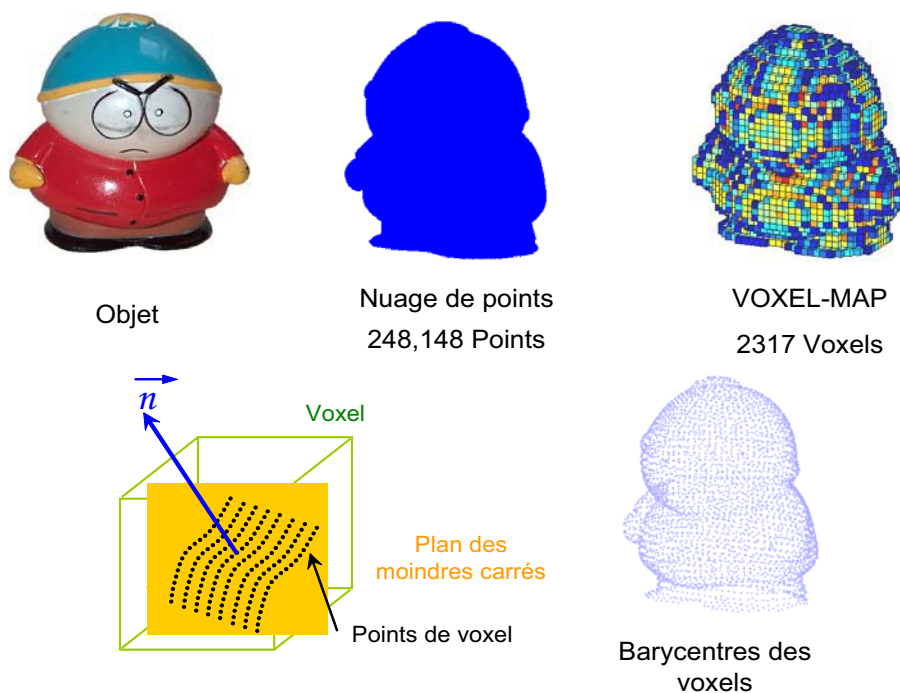 Objet
Nuage de points
248,148 Points
VOXEL-MAP
2317 Voxels
n
Voxel
Plan des
moindres carrés
Points de voxel
Barycentres des
voxels